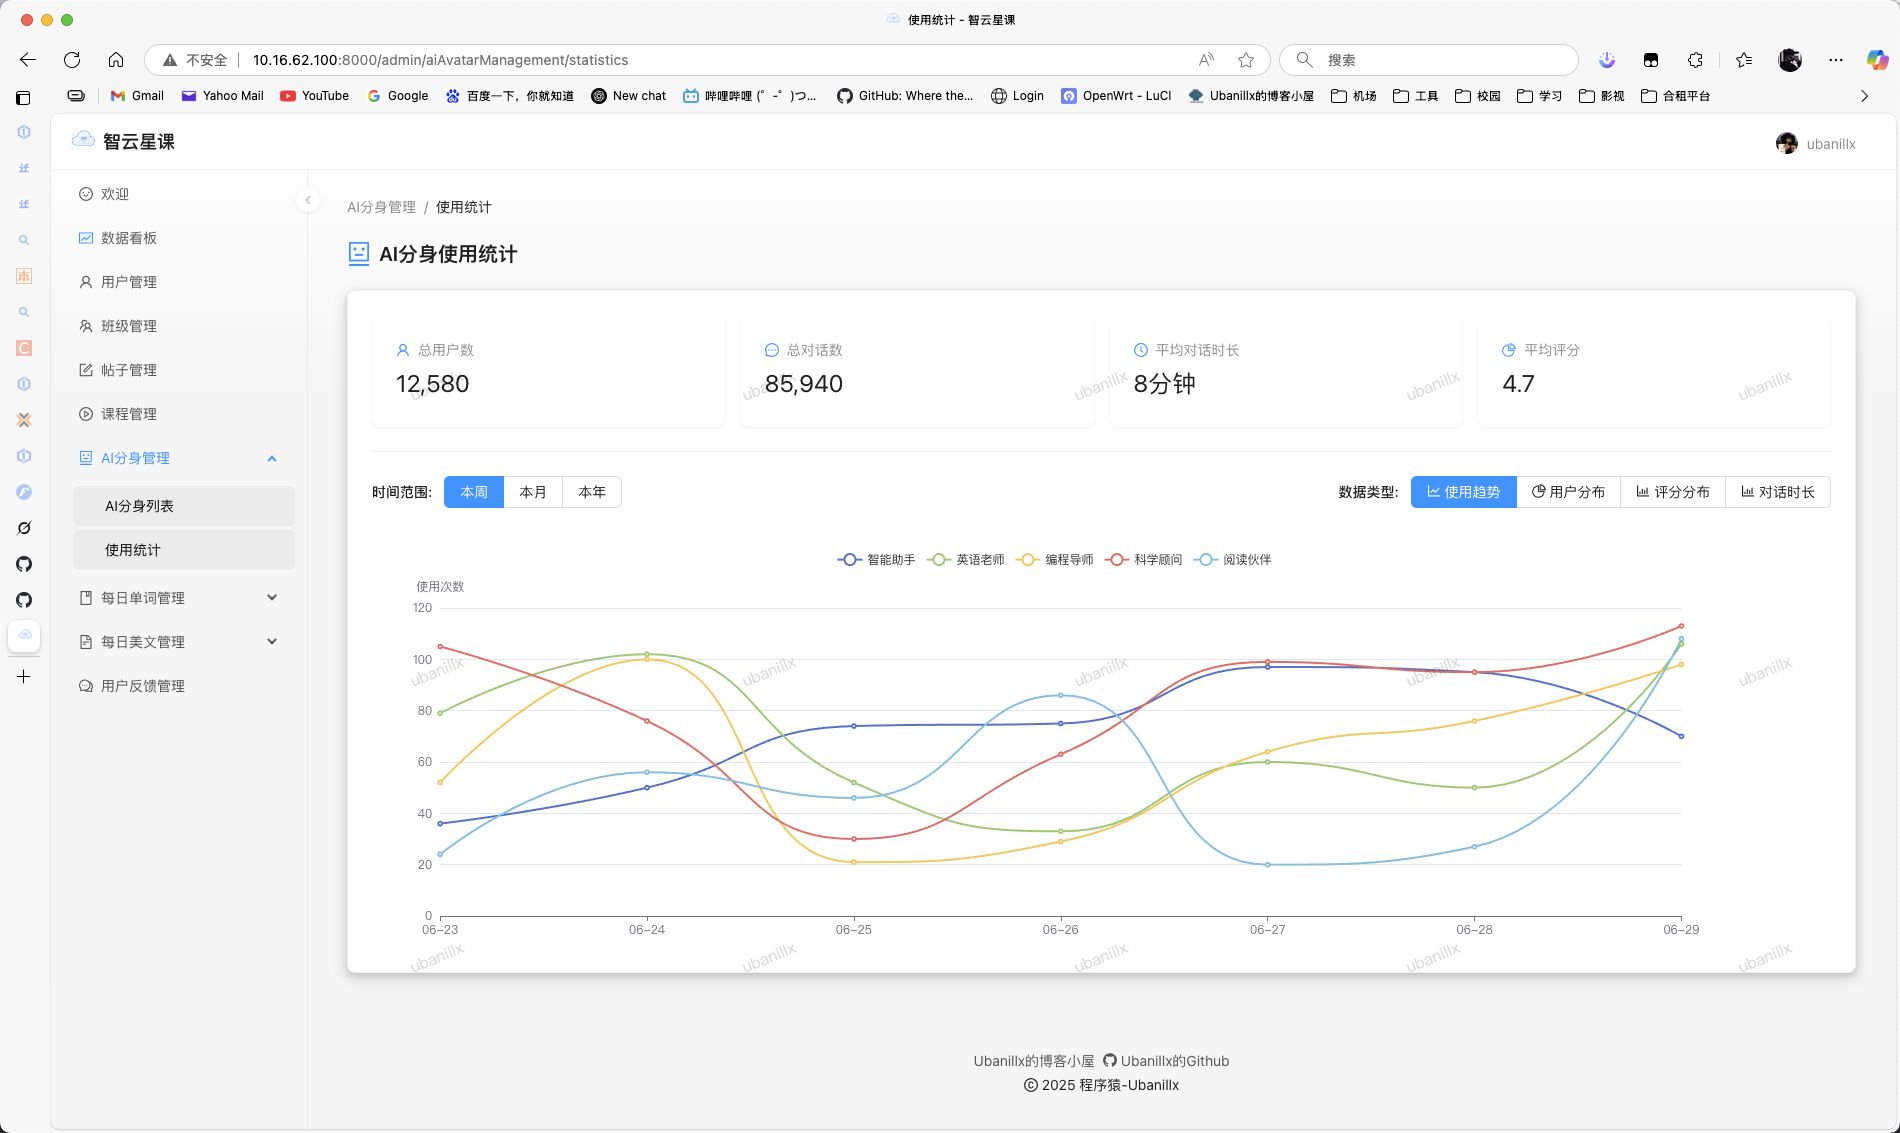 使用统计 - 智云星课
不安全 10.16.62.100:8000/admin/aiAvatarManagement/statistics
搜索
Gmail Yahoo Mail YouTube Google 百度一下，你就知道 New chat 哔哩哔哩 (゜-゜)つ... GitHub: Where the... Login OpenWrt - LuCI Ubanillx的博客小屋 机场 工具 校园 学习 影视 合租平台
智云星课
ubanillx
欢迎
数据看板
用户管理
班级管理
帖子管理
课程管理
AI分身管理
AI分身列表
使用统计
每日单词管理
每日美文管理
用户反馈管理
AI分身管理 / 使用统计
AI分身使用统计
总用户数
12,580
总对话数
85,940
平均对话时长
8分钟
平均评分
4.7
ubanillx ubanillx ubanillx ubanillx ubanillx
时间范围: 本周 本月 本年
数据类型: 使用趋势 用户分布 评分分布 对话时长
智能助手 英语老师 编程导师 科学顾问 阅读伙伴
使用次数
120
100
80
60
40
20
0
06-23 06-24 06-25 06-26 06-27 06-28 06-29
ubanillx ubanillx ubanillx ubanillx ubanillx
ubanillx ubanillx ubanillx ubanillx ubanillx
Ubanillx的博客小屋 Ubanillx的Github
© 2025 程序猿-Ubanillx